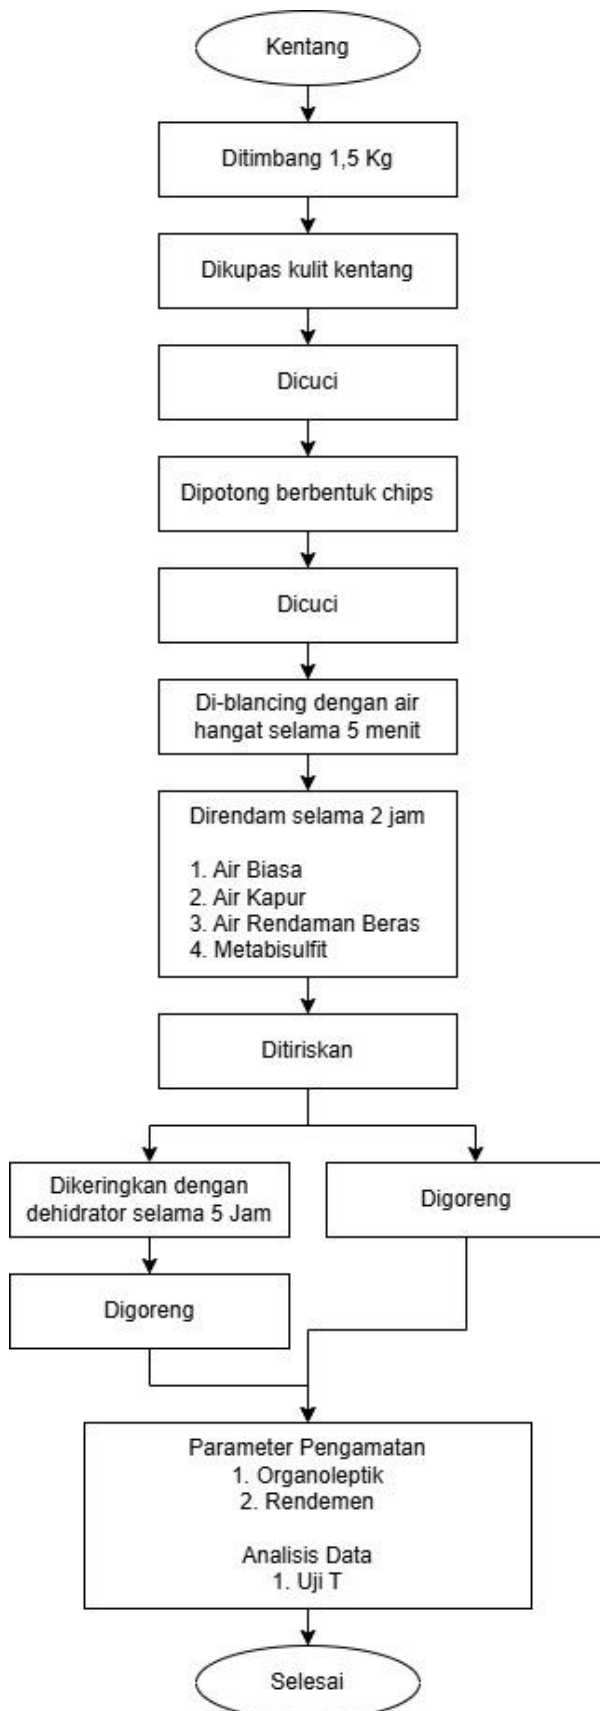 Kentang
Ditimbang 1,5 Kg
Dikupas kulit kentang
Dicuci
Dipotong berbentuk chips
Dicuci
Di-blancing dengan air
hangat selama 5 menit
Direndam selama 2 jam
1. Air Biasa
2. Air Kapur
3. Air Rendaman Beras
4. Metabisulfit
Ditiriskan
Dikeringkan dengan
dehidrator selama 5 Jam
Digoreng
Digoreng
Parameter Pengamatan
1. Organoleptik
2. Rendemen
Analisis Data
1. Uji T
Selesai